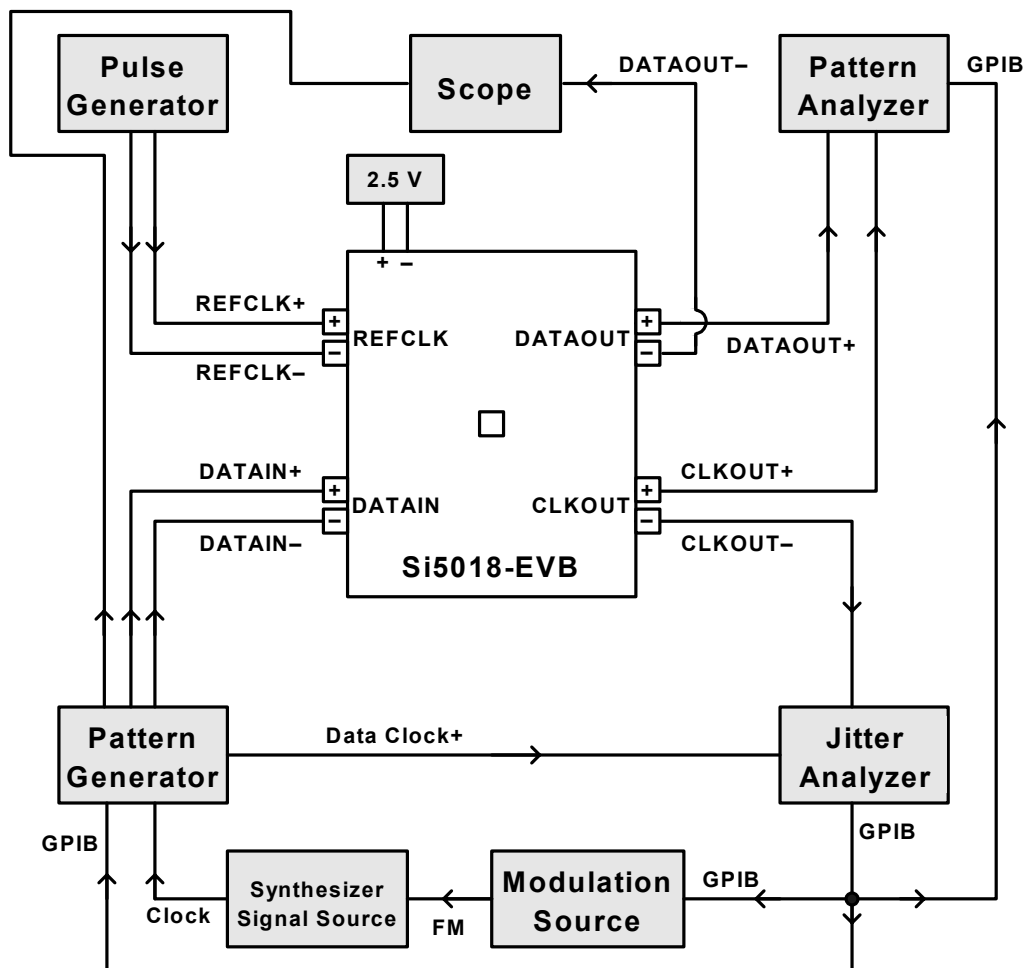 Pulse
Generator
Scope
DATAOUT–
Pattern
Analyzer
GPIB
2.5 V
+ –
REFCLK+
+
REFCLK
–
REFCLK–
DATAOUT
+
–
DATAOUT+
DATAIN+
+
DATAIN
–
DATAIN–
CLKOUT+
+
CLKOUT
–
CLKOUT–
Si5018-EVB
Pattern
Generator
Data Clock+
Jitter
Analyzer
GPIB
GPIB
Clock
Synthesizer
Signal Source
FM
Modulation
Source
GPIB